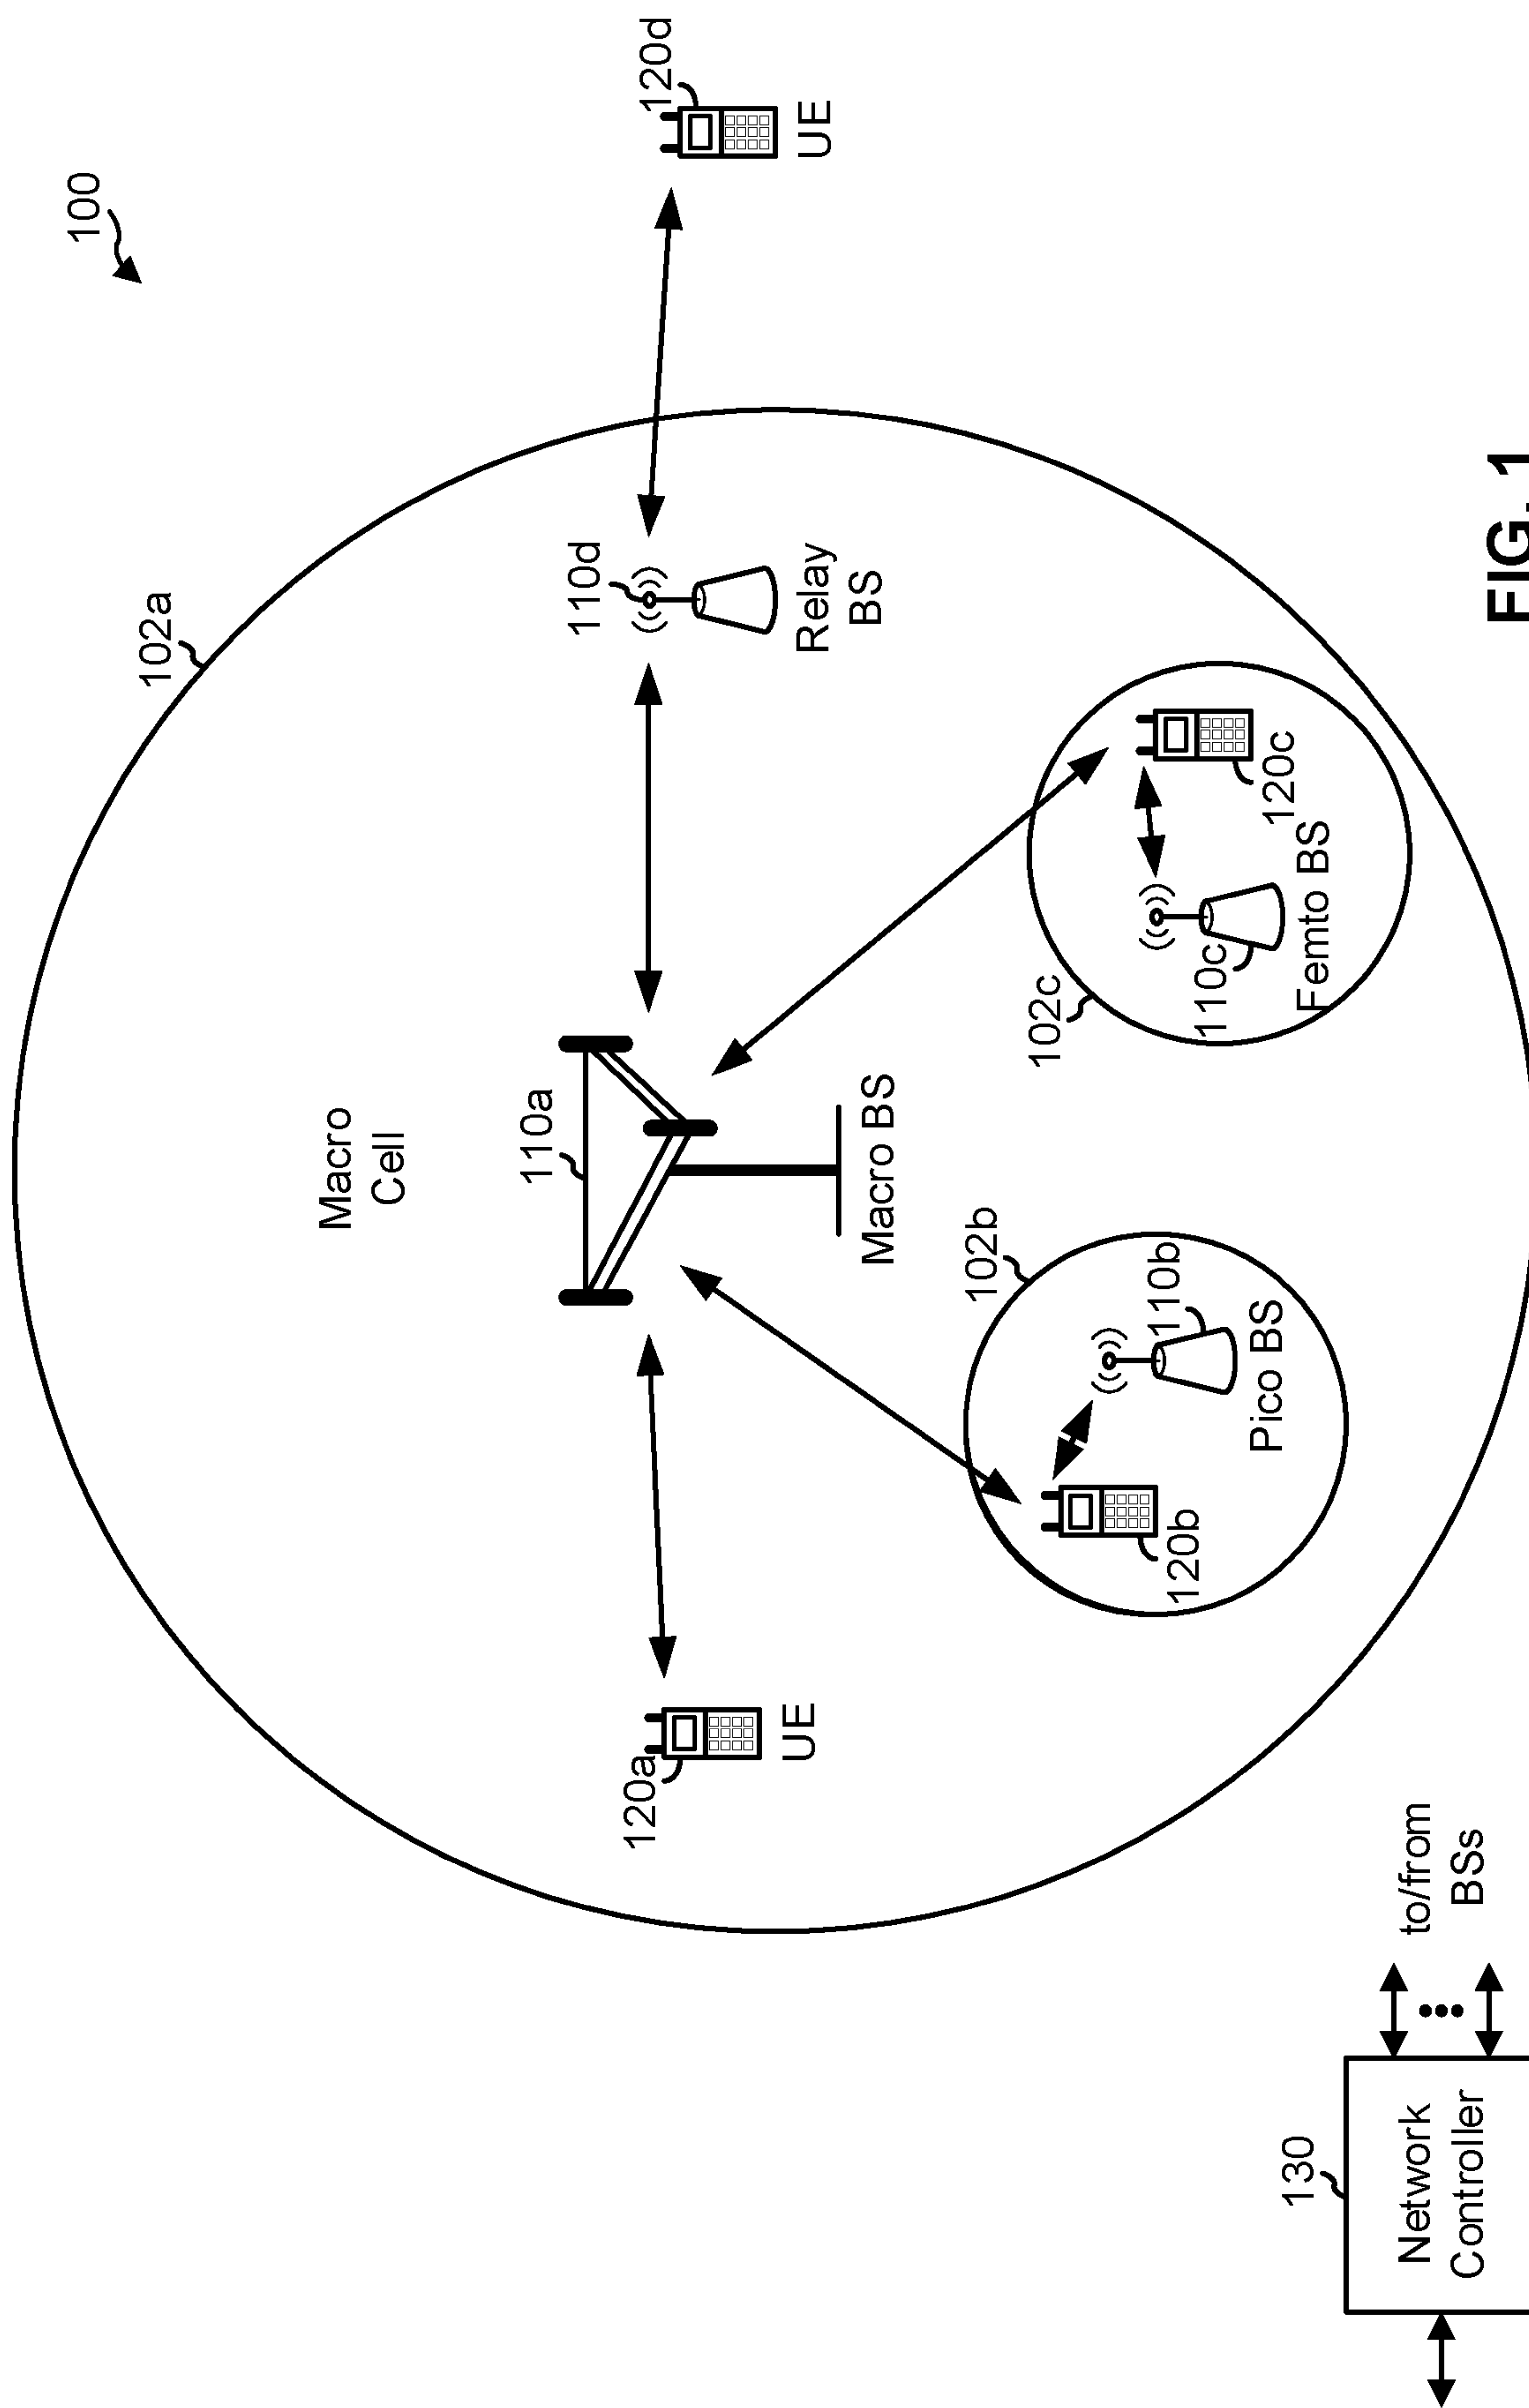 100
102a
Macro
Cell
110a
Macro BS
110d
Relay
BS
120d
UE
120a
UE
102b
110b
Pico BS
120b
102c
110c
Femto BS
120c
130
Network
Controller
to/from
BSs
FIG. 1